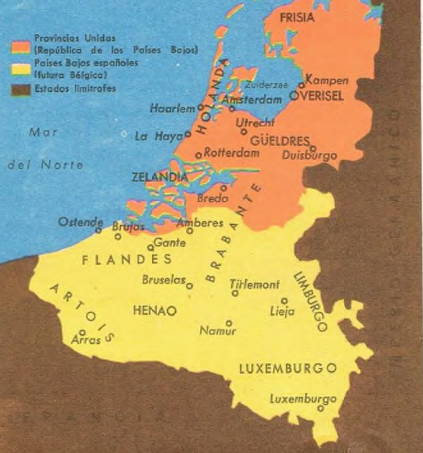 Provincias Unidas
(República de los Países Bajos)
Países Bajos españoles
(futura Bélgica)
Estados limítrofes
FRISIA
Zuiderzee
Kampen
OVERISEL
HOLANDA
Amsterdam
Haarlem
Utrecht
Mar
del Norte
La Haya
GÜELDRES
Rotterdam
Duisburgo
ZELANDIA
Breda
Ostende
Brujas
Amberes
Gante
BRABANTE
FLANDES
Bruselas
Tirlemont
LIMBURGO
ARTOIS
HENAO
Lieja
Arras
Namur
LUXEMBURGO
Luxemburgo